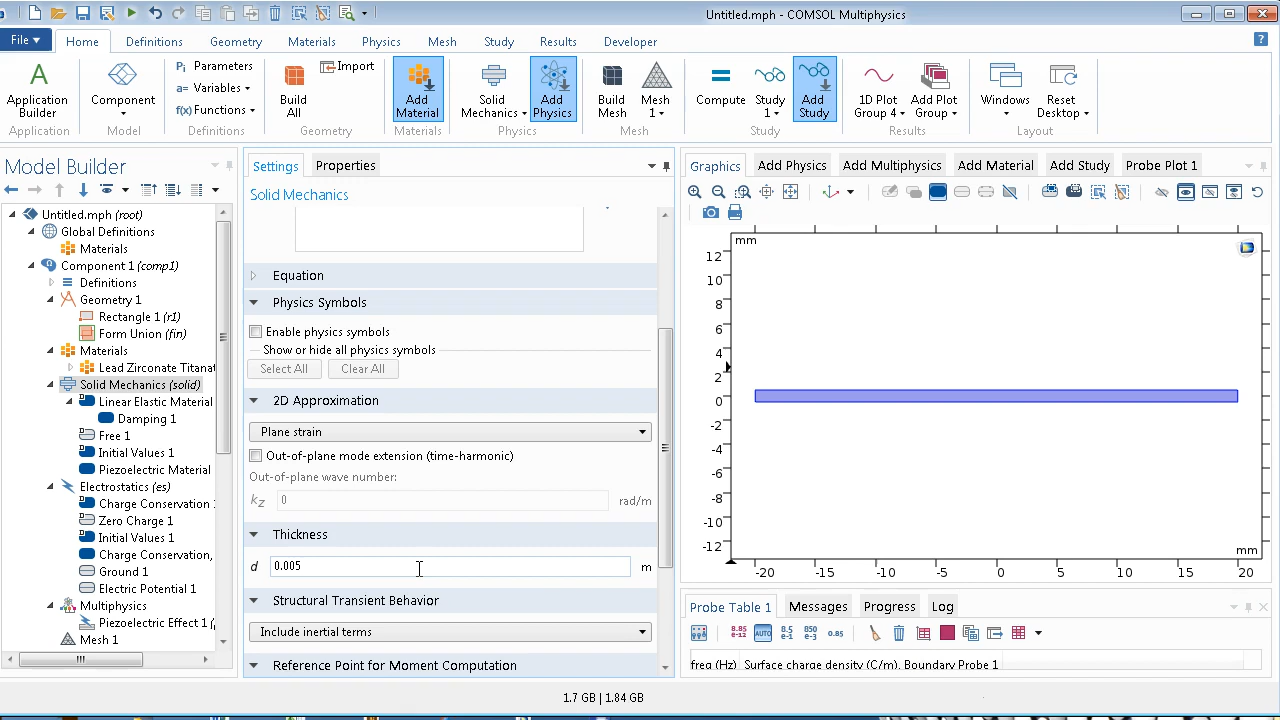 Untitled.mph - COMSOL Multiphysics
File Home Definitions Geometry Materials Physics Mesh Study Results Developer
Application Builder
Application
Component
Model
Pi Parameters
a= Variables
f(x) Functions
Definitions
Build All
Import
Geometry
Add Material
Materials
Solid Mechanics
Add Physics
Physics
Build Mesh
Mesh 1
Mesh
Compute
Study 1
Add Study
Study
1D Plot Group 4
Add Plot Group
Results
Windows
Reset Desktop
Layout
Model Builder
Untitled.mph (root)
Global Definitions
Materials
Component 1 (comp1)
Definitions
Geometry 1
Rectangle 1 (r1)
Form Union (fin)
Materials
Lead Zirconate Titanat
Solid Mechanics (solid)
Linear Elastic Material
Damping 1
Free 1
Initial Values 1
Piezoelectric Material
Electrostatics (es)
Charge Conservation
Zero Charge 1
Initial Values 1
Charge Conservation,
Ground 1
Electric Potential 1
Multiphysics
Piezoelectric Effect 1 (
Mesh 1
Settings Properties
Solid Mechanics
Equation
Physics Symbols
Enable physics symbols
Show or hide all physics symbols
Select All Clear All
2D Approximation
Plane strain
Out-of-plane mode extension (time-harmonic)
Out-of-plane wave number:
kz 0 rad/m
Thickness
d 0.005 m
Structural Transient Behavior
Include inertial terms
Reference Point for Moment Computation
Graphics Add Physics Add Multiphysics Add Material Add Study Probe Plot 1
mm
12
10
8
6
4
2
0
-2
-4
-6
-8
-10
-12
mm
-20 -15 -10 -5 0 5 10 15 20
Probe Table 1 Messages Progress Log
8.85 e-12 AUTO 8.5 e-1 850 e-3 0.85
freq (Hz) Surface charge density (C/m), Boundary Probe 1
1.7 GB | 1.84 GB